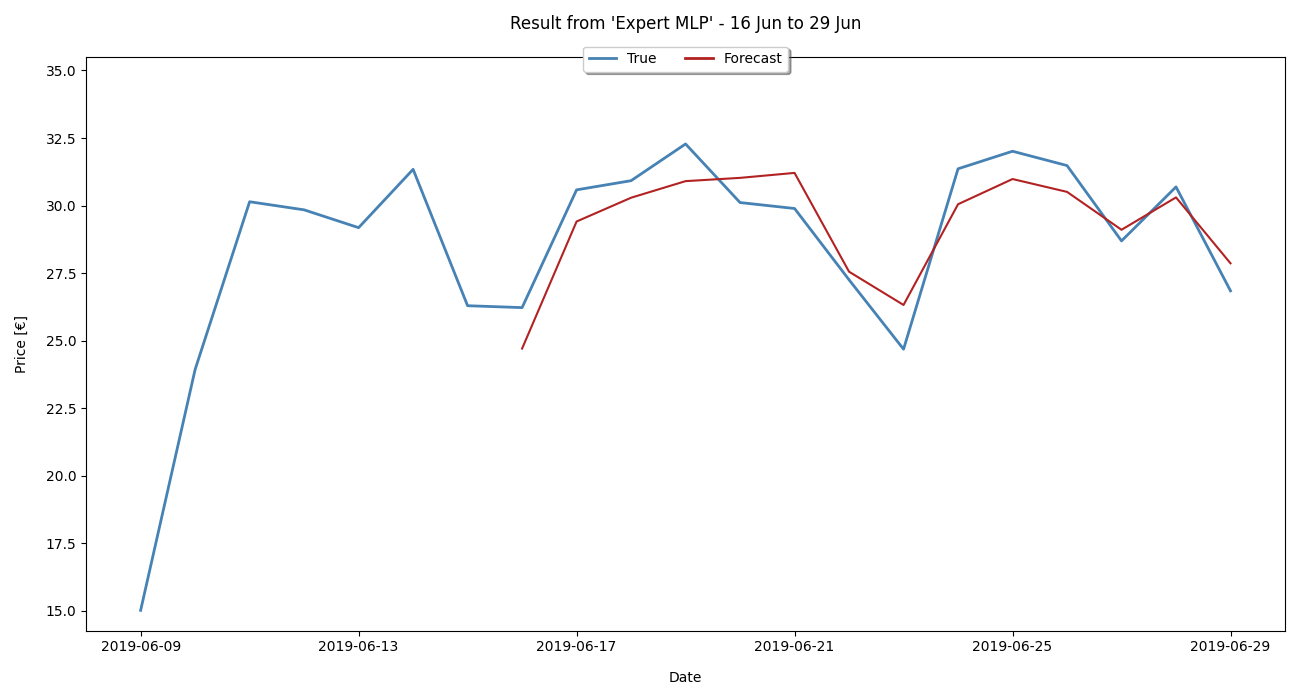 Result from 'Expert MLP' - 16 Jun to 29 Jun
True Forecast
35.0
32.5
30.0
27.5
25.0
22.5
20.0
17.5
15.0
Price [€]
2019-06-09 2019-06-13 2019-06-17 2019-06-21 2019-06-25 2019-06-29
Date